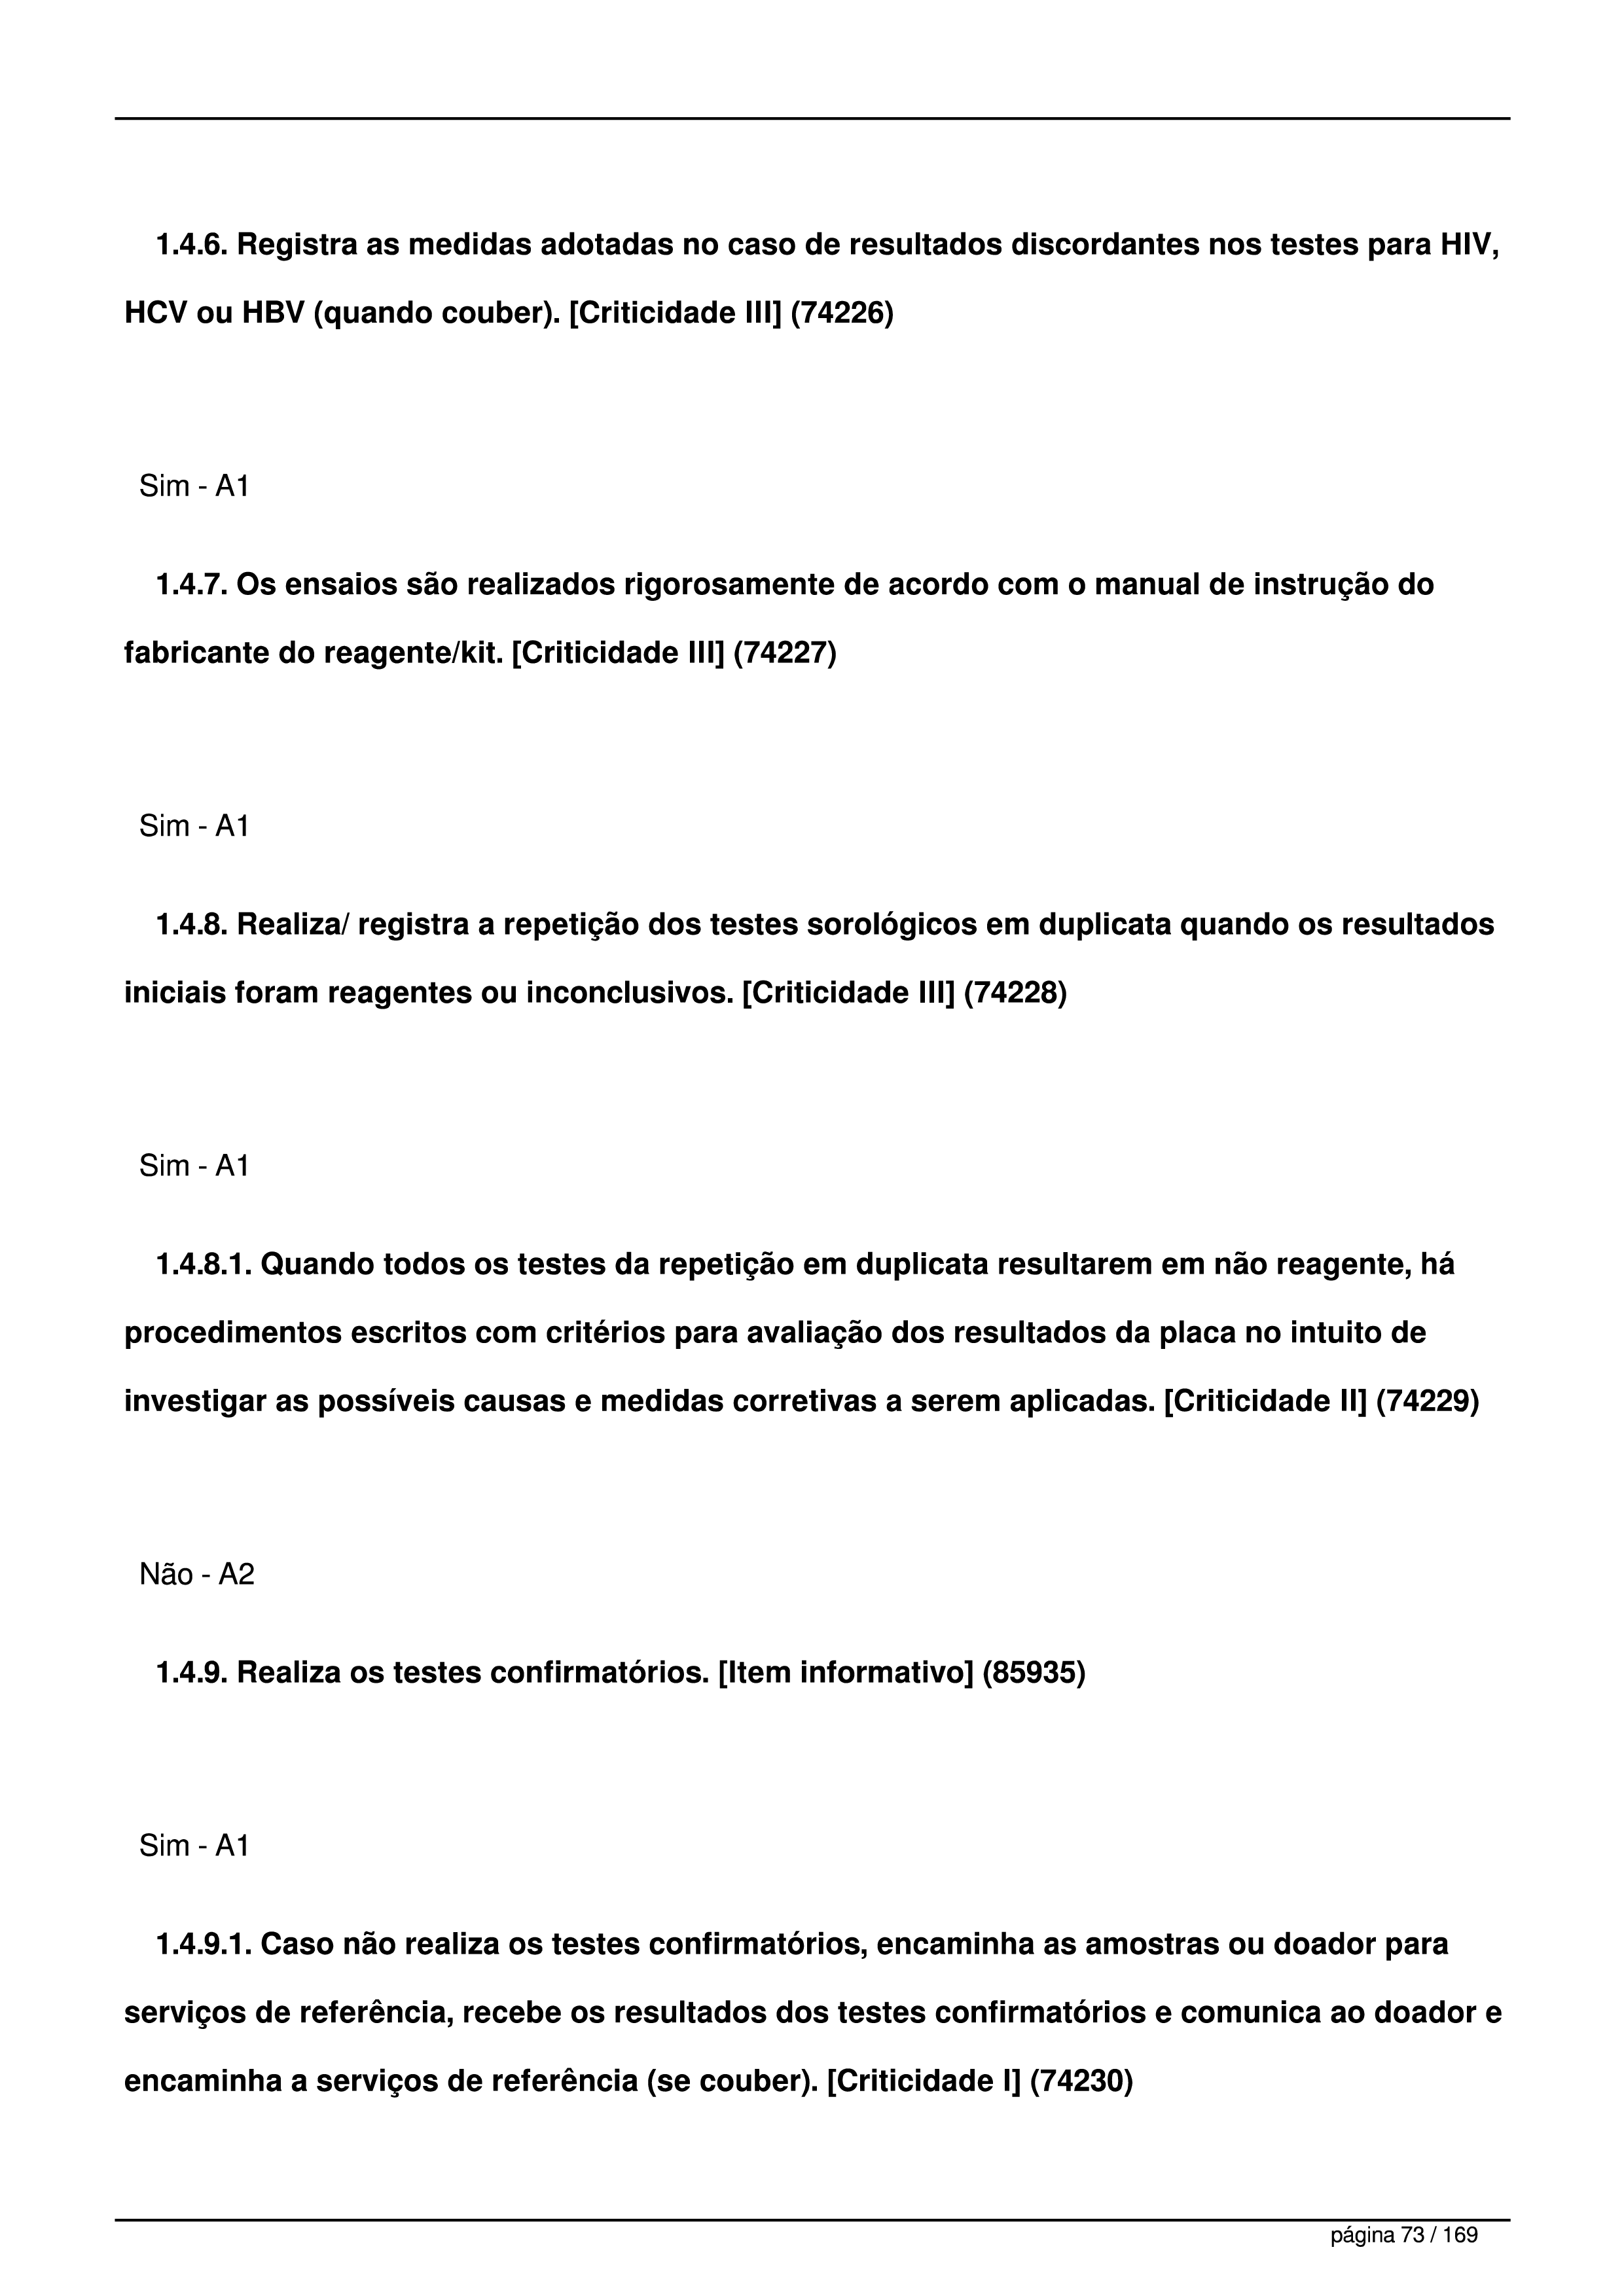 1.4.6. Registra as medidas adotadas no caso de resultados discordantes nos testes para HIV,
HCV ou HBV (quando couber). [Criticidade III] (74226)
Sim - A1
1.4.7. Os ensaios são realizados rigorosamente de acordo com o manual de instrução do
fabricante do reagente/kit. [Criticidade III] (74227)
Sim - A1
1.4.8. Realiza/ registra a repetição dos testes sorológicos em duplicata quando os resultados
iniciais foram reagentes ou inconclusivos. [Criticidade III] (74228)
Sim - A1
1.4.8.1. Quando todos os testes da repetição em duplicata resultarem em não reagente, há
procedimentos escritos com critérios para avaliação dos resultados da placa no intuito de
investigar as possíveis causas e medidas corretivas a serem aplicadas. [Criticidade II] (74229)
Não - A2
1.4.9. Realiza os testes confirmatórios. [Item informativo] (85935)
Sim - A1
1.4.9.1. Caso não realiza os testes confirmatórios, encaminha as amostras ou doador para
serviços de referência, recebe os resultados dos testes confirmatórios e comunica ao doador e
encaminha a serviços de referência (se couber). [Criticidade I] (74230)
página 73 / 169